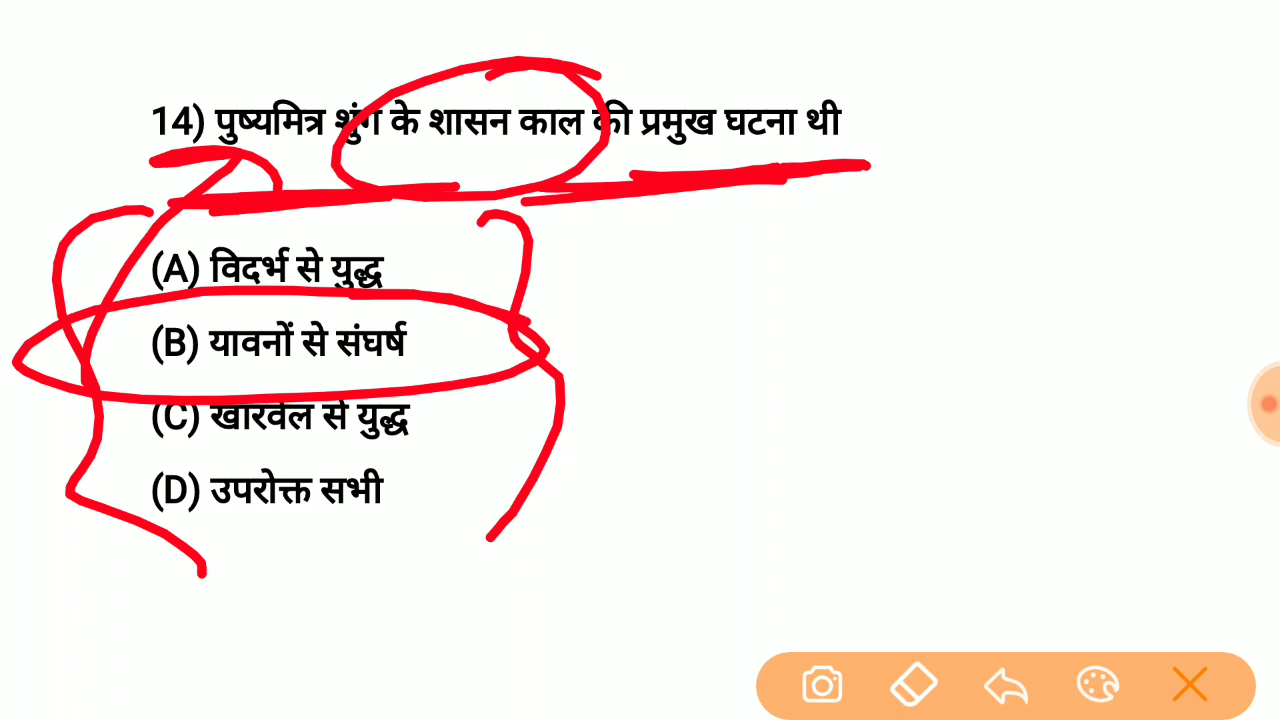 14) पुष्यमित्र शुंग के शासन काल की प्रमुख घटना थी
(A) विदर्भ से युद्ध
(B) यावनों से संघर्ष
(C) खारवेल से युद्ध
(D) उपरोक्त सभी